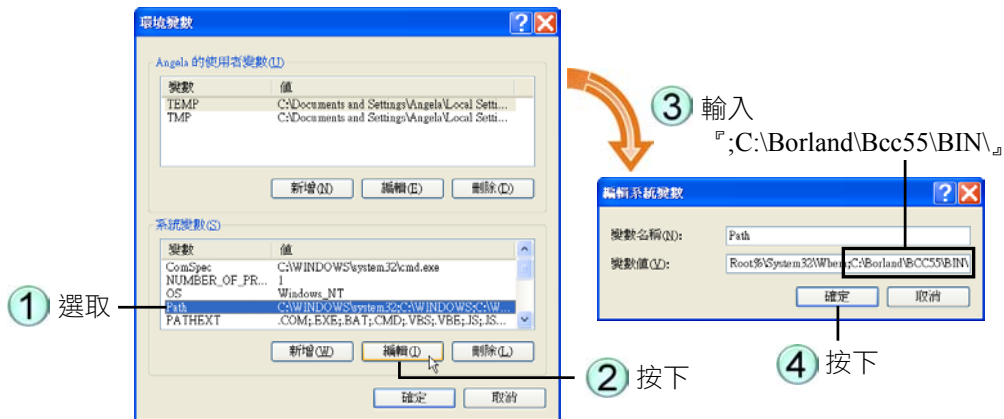 環境變數
Angela 的使用者變數(U)
變數 值
TEMP C:\Documents and Settings\Angela\Local Setti...
TMP C:\Documents and Settings\Angela\Local Setti...
新增(N) 編輯(E) 刪除(D)
系統變數(S)
變數 值
ComSpec C:\WINDOWS\system32\cmd.exe
NUMBER_OF_PR... 1
OS Windows_NT
Path C:\WINDOWS\system32;C:\WINDOWS;C:\W...
PATHEXT .COM;.EXE;.BAT;.CMD;.VBS;.VBE;.JS;.JS...
新增(W) 編輯(I) 刪除(L)
確定 取消
1 選取
2 按下
3 輸入
『;C:\Borland\Bcc55\BIN\』
編輯系統變數
變數名稱(N): Path
變數值(V): Root%\System32\Wbem;C:\Borland\BCC55\BIN\
確定 取消
4 按下